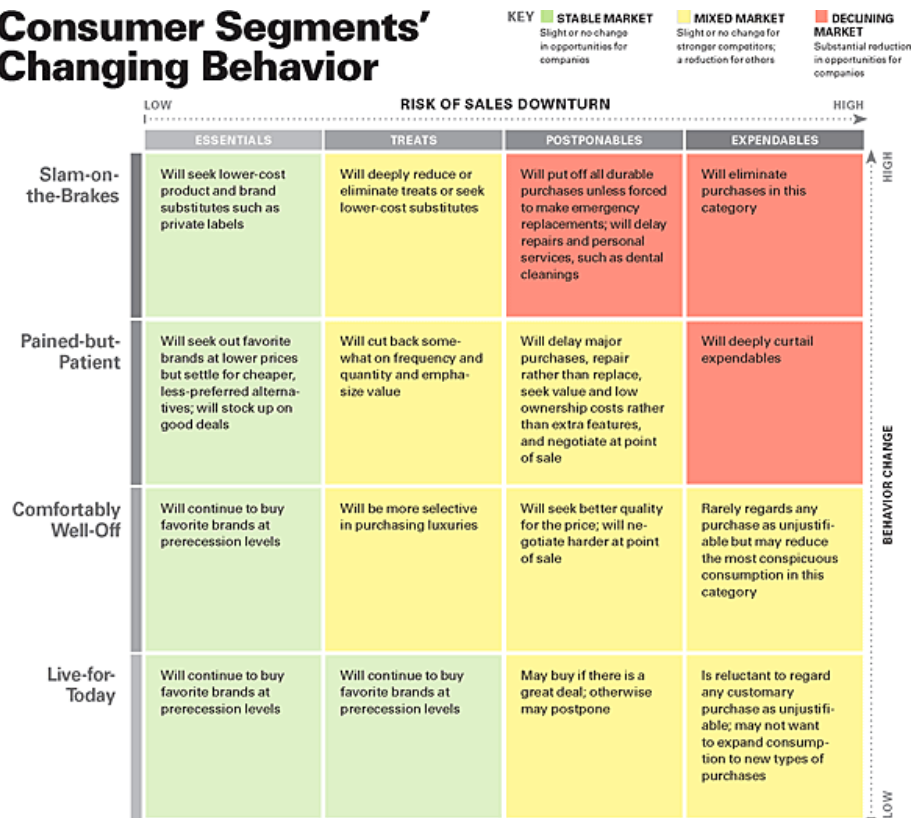 Consumer Segments'
Changing Behavior
KEY
STABLE MARKET
Slight or no change
in opportunities for
companies
MIXED MARKET
Slight or no change for
stronger competitors;
a reduction for others
DECLINING
MARKET
Substantial reduction
in opportunities for
companies
LOW
RISK OF SALES DOWNTURN
HIGH
ESSENTIALS
TREATS
POSTPONABLES
EXPENDABLES
HIGH
Slam-on-
the-Brakes
Will seek lower-cost
product and brand
substitutes such as
private labels
Will deeply reduce or
eliminate treats or seek
lower-cost substitutes
Will put off all durable
purchases unless forced
to make emergency
replacements; will delay
repairs and personal
services, such as dental
cleanings
Will eliminate
purchases in this
category
Pained-but-
Patient
Will seek out favorite
brands at lower prices
but settle for cheaper,
less-preferred alterna-
tives; will stock up on
good deals
Will cut back some-
what on frequency and
quantity and empha-
size value
Will delay major
purchases, repair
rather than replace,
seek value and low
ownership costs rather
than extra features,
and negotiate at point
of sale
Will deeply curtail
expendables
BEHAVIOR CHANGE
Comfortably
Well-Off
Will continue to buy
favorite brands at
prerecession levels
Will be more selective
in purchasing luxuries
Will seek better quality
for the price; will ne-
gotiate harder at point
of sale
Rarely regards any
purchase as unjustifi-
able but may reduce
the most conspicuous
consumption in this
category
Live-for-
Today
Will continue to buy
favorite brands at
prerecession levels
Will continue to buy
favorite brands at
prerecession levels
May buy if there is a
great deal; otherwise
may postpone
Is reluctant to regard
any customary
purchase as unjustifi-
able; may not want
to expand consump-
tion to new types of
purchases
LOW